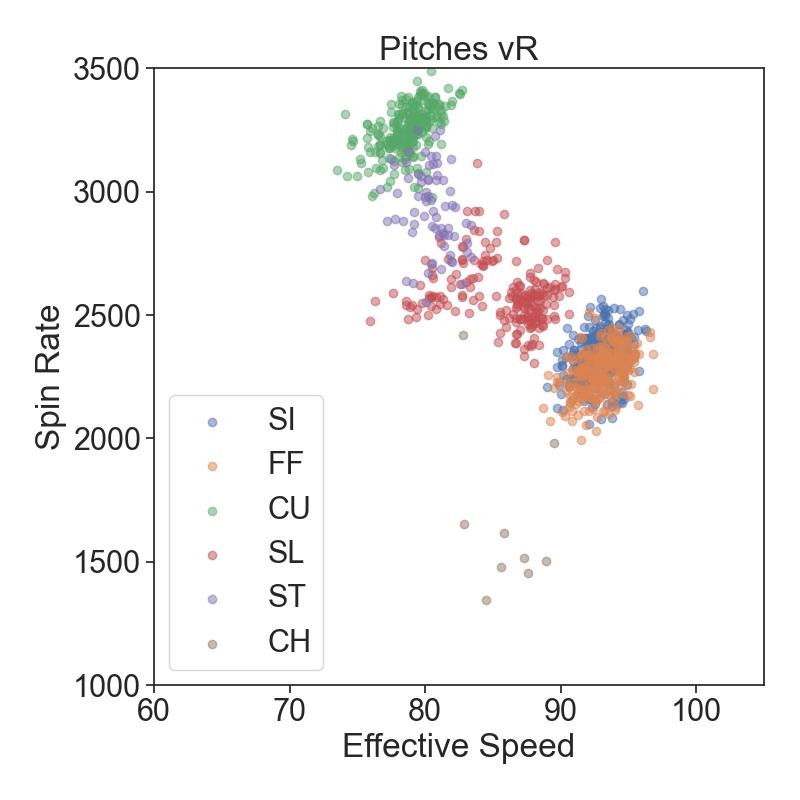 Pitches vR
3500
3000
2500
2000
1500
1000
Spin Rate
SI
FF
CU
SL
ST
CH
60 70 80 90 100
Effective Speed